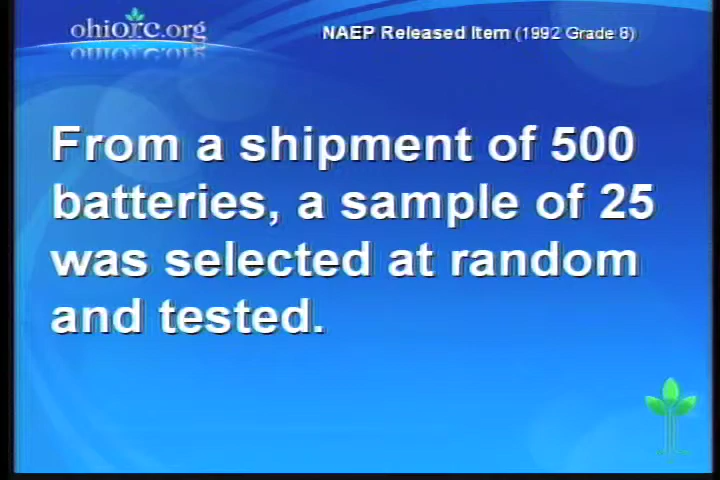 ohiorc.org
NAEP Released Item (1992 Grade 8)
From a shipment of 500
batteries, a sample of 25
was selected at random
and tested.